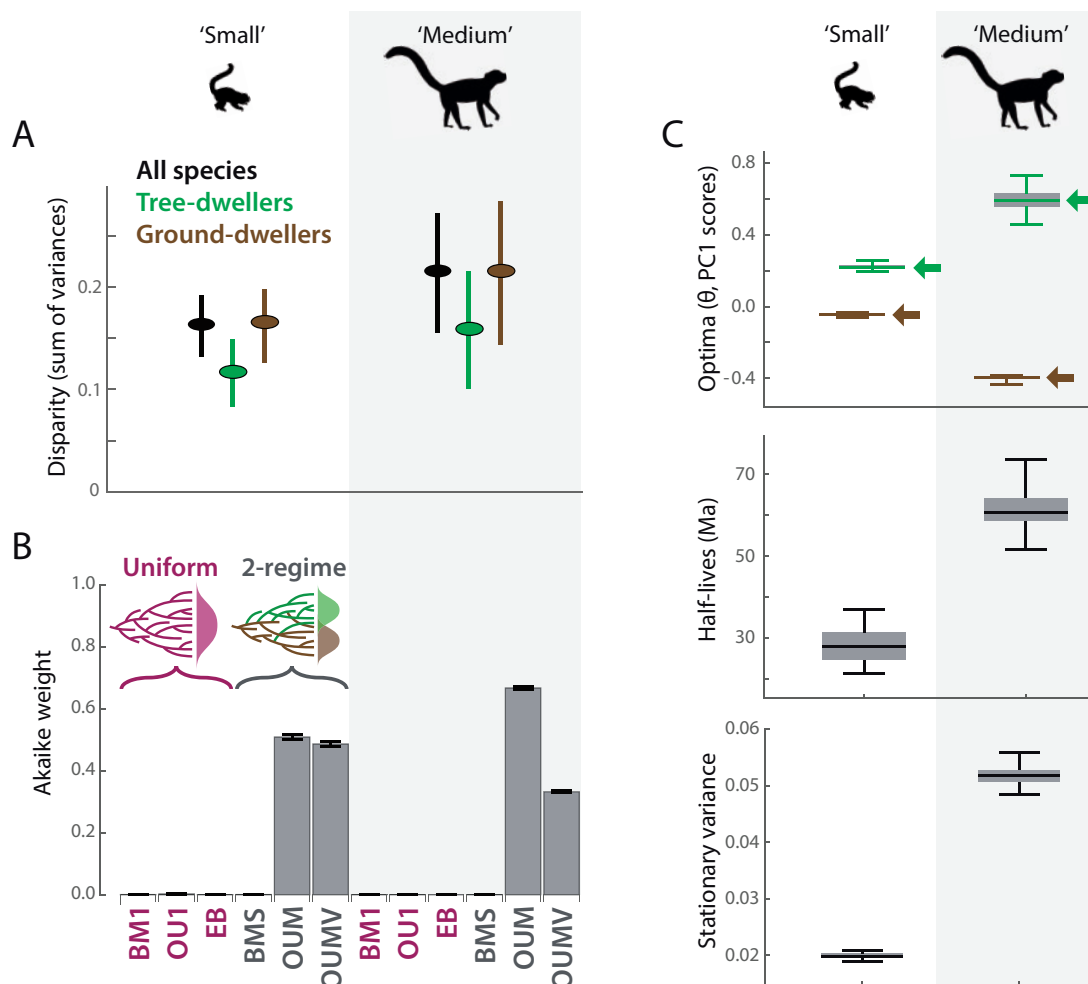 'Small'
'Medium'
A
All species
Tree-dwellers
Ground-dwellers
Disparity (sum of variances)
0.2
0.1
0
B
Uniform
2-regime
Akaike weight
1.0
0.8
0.6
0.4
0.2
0.0
BM1
OU1
EB
BMS
OUM
OUMV
BM1
OU1
EB
BMS
OUM
OUMV
'Small'
'Medium'
C
Optima (θ, PC1 scores)
0.8
0.4
0.0
-0.4
Half-lives (Ma)
70
50
30
Stationary variance
0.06
0.05
0.04
0.03
0.02